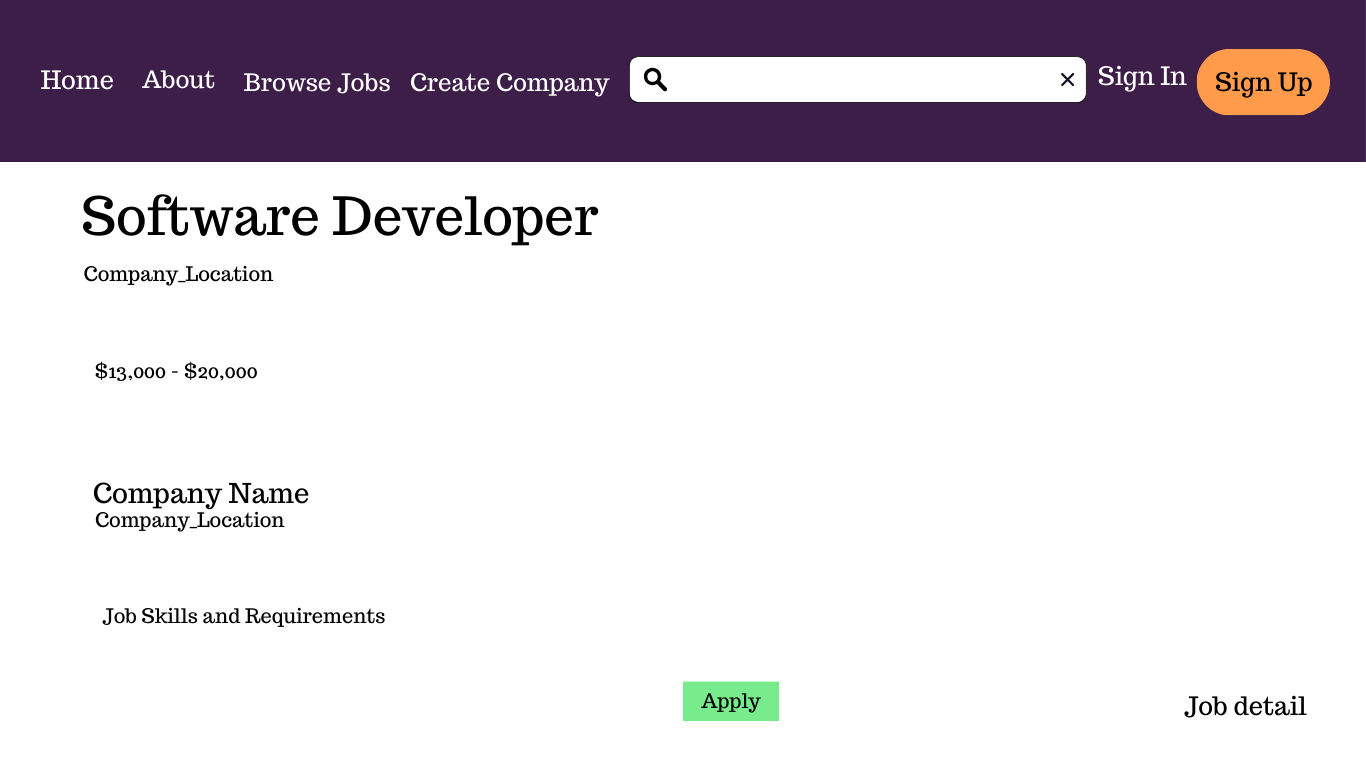 Home About Browse Jobs Create Company Sign In Sign Up
Software Developer
Company_Location
$13,000 - $20,000
Company Name
Company_Location
Job Skills and Requirements
Apply
Job detail